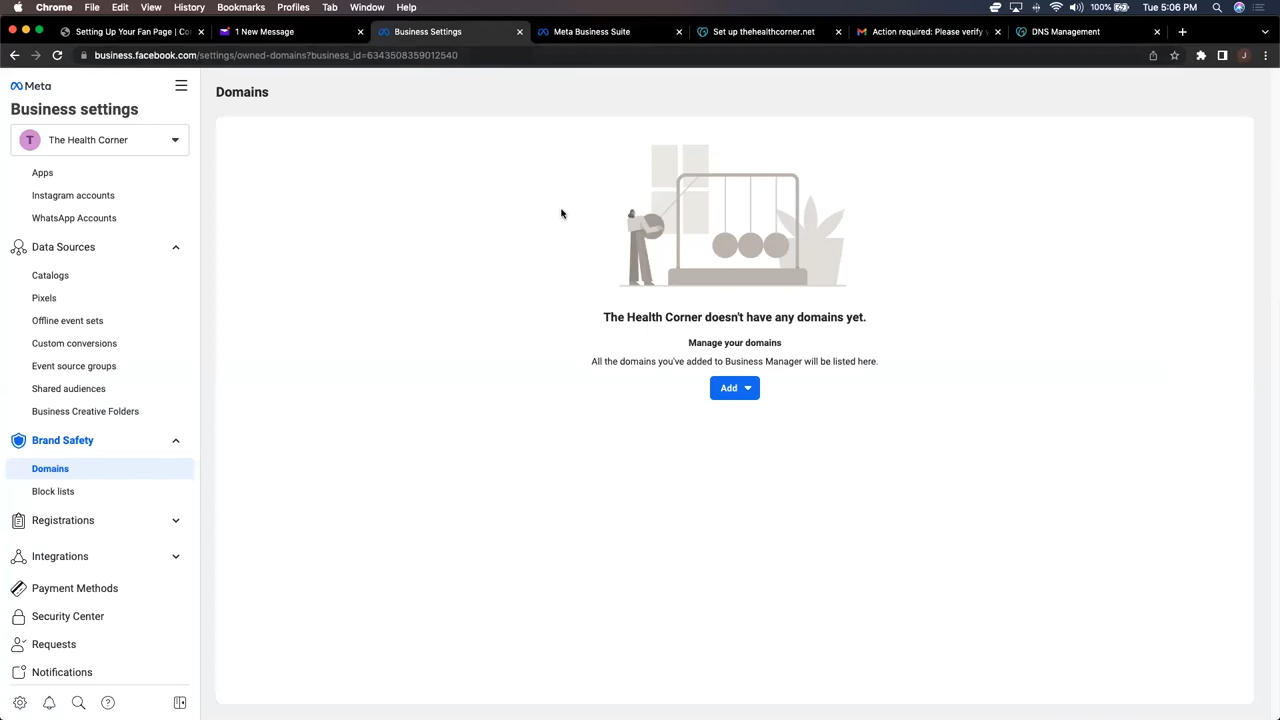 Chrome File Edit View History Bookmarks Profiles Tab Window Help 100% Tue 5:06 PM
Setting Up Your Fan Page | Co
1 New Message
Business Settings
Meta Business Suite
Set up thehealthcorner.net
Action required: Please verify y
DNS Management
business.facebook.com/settings/owned-domains?business_id=6343508359012540
J
Meta
Business settings
T The Health Corner
Apps
Instagram accounts
WhatsApp Accounts
Data Sources
Catalogs
Pixels
Offline event sets
Custom conversions
Event source groups
Shared audiences
Business Creative Folders
Brand Safety
Domains
Block lists
Registrations
Integrations
Payment Methods
Security Center
Requests
Notifications
Domains
The Health Corner doesn't have any domains yet.
Manage your domains
All the domains you've added to Business Manager will be listed here.
Add